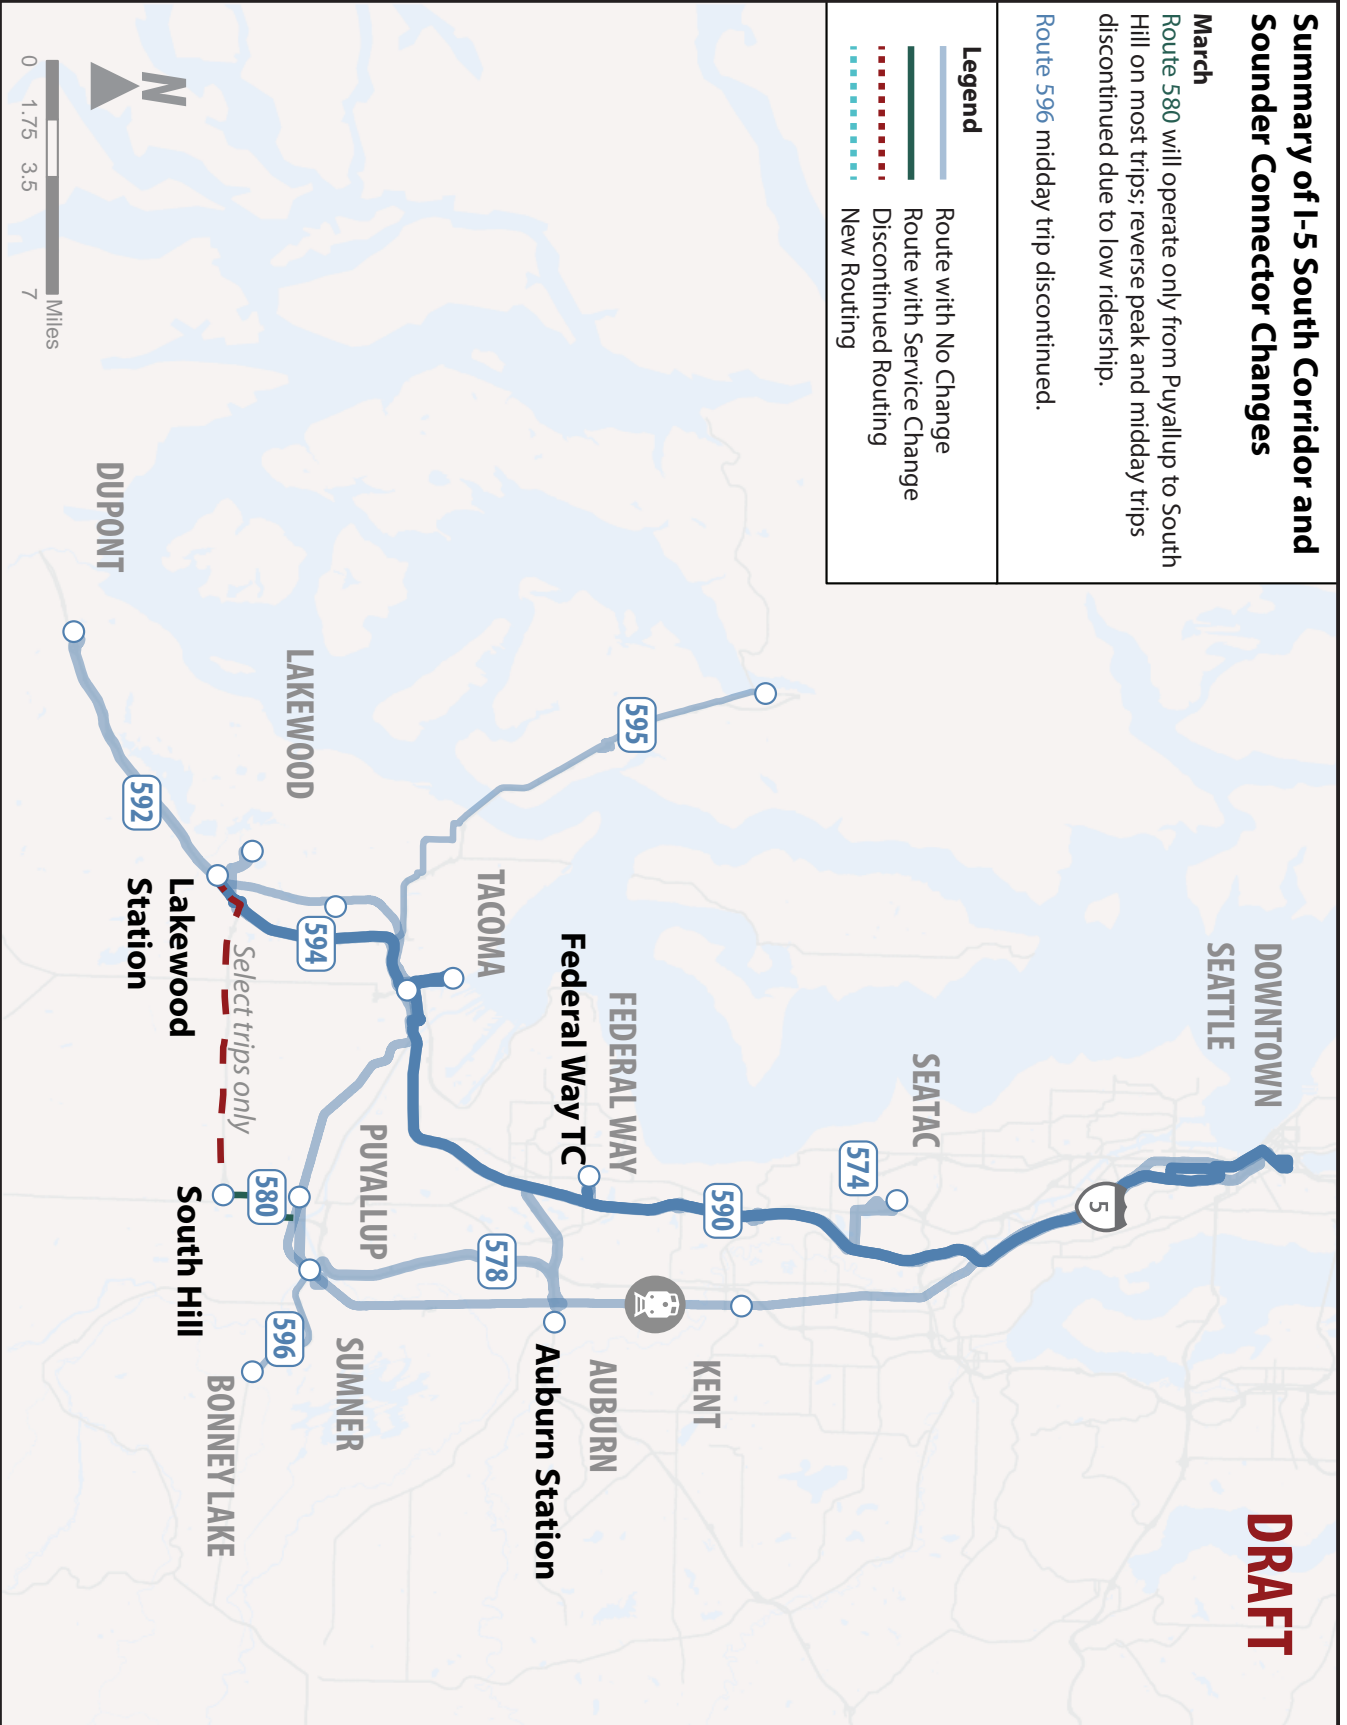 Summary of I-5 South Corridor and
Sounder Connector Changes
March
Route 580 will operate only from Puyallup to South
Hill on most trips; reverse peak and midday trips
discontinued due to low ridership.
Route 596 midday trip discontinued.
Legend
Route with No Change
Route with Service Change
Discontinued Routing
New Routing
DRAFT
DOWNTOWN
SEATTLE
5
SEATAC
574
590
KENT
FEDERAL WAY
Federal Way TC
AUBURN
Auburn Station
578
595
TACOMA
PUYALLUP
SUMNER
594
LAKEWOOD
580
596
Select trips only
BONNEY LAKE
South Hill
Lakewood
Station
592
DUPONT
N
0 1.75 3.5 7
Miles